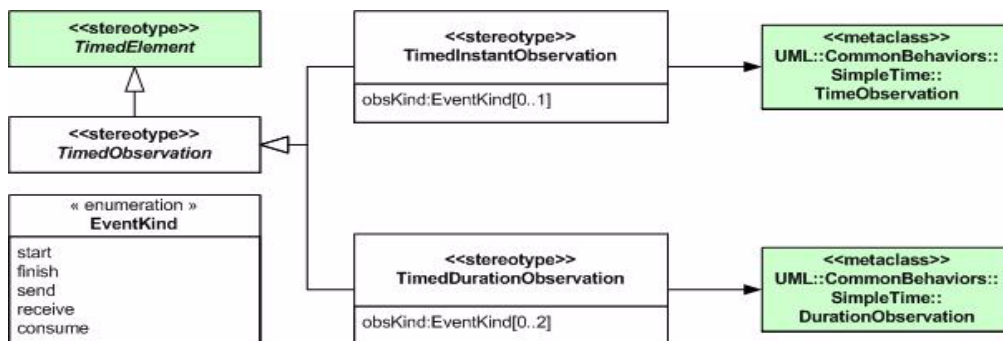 <<stereotype>>
TimedElement
<<stereotype>>
TimedObservation
« enumeration »
EventKind
start
finish
send
receive
consume
<<stereotype>>
TimedInstantObservation
obsKind:EventKind[0..1]
<<stereotype>>
TimedDurationObservation
obsKind:EventKind[0..2]
<<metaclass>>
UML::CommonBehaviors::
SimpleTime::
TimeObservation
<<metaclass>>
UML::CommonBehaviors::
SimpleTime::
DurationObservation